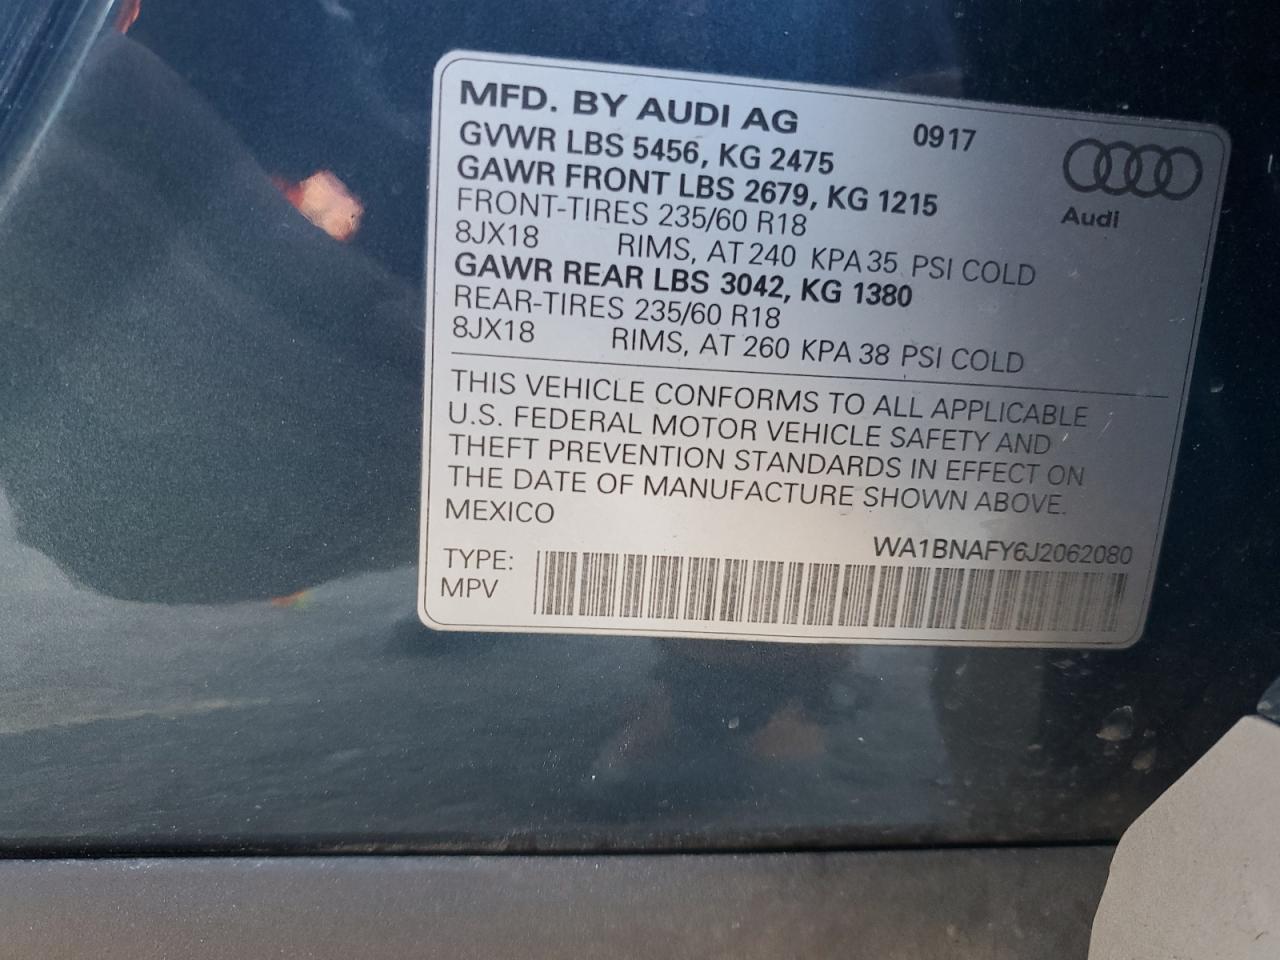 MFD. BY AUDI AG 0917
GVWR LBS 5456, KG 2475
GAWR FRONT LBS 2679, KG 1215
Audi
FRONT-TIRES 235/60 R18
8JX18 RIMS, AT 240 KPA 35 PSI COLD
GAWR REAR LBS 3042, KG 1380
REAR-TIRES 235/60 R18
8JX18 RIMS, AT 260 KPA 38 PSI COLD
THIS VEHICLE CONFORMS TO ALL APPLICABLE
U.S. FEDERAL MOTOR VEHICLE SAFETY AND
THEFT PREVENTION STANDARDS IN EFFECT ON
THE DATE OF MANUFACTURE SHOWN ABOVE.
MEXICO
WA1BNAFY6J2062080
TYPE:
MPV